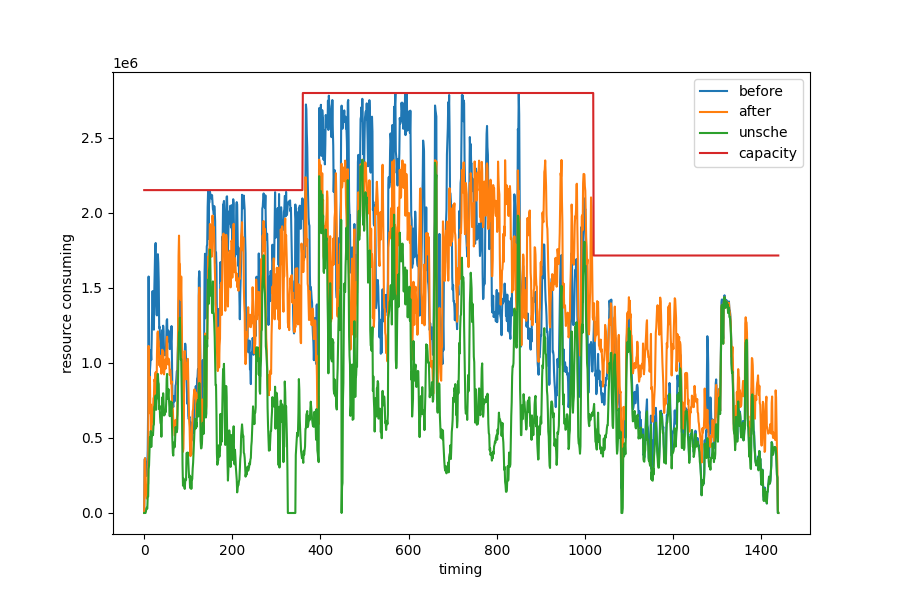 1e6
before
after
unsche
capacity
2.5
2.0
1.5
1.0
0.5
0.0
resource consuming
0 200 400 600 800 1000 1200 1400
timing